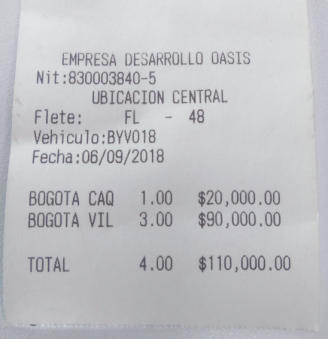 EMPRESA DESARROLLO OASIS
Nit:830003840-5
UBICACION CENTRAL
Flete: FL - 48
Vehiculo:BYV018
Fecha:06/09/2018
BOGOTA CAQ 1.00 $20,000.00
BOGOTA VIL 3.00 $90,000.00
TOTAL 4.00 $110,000.00